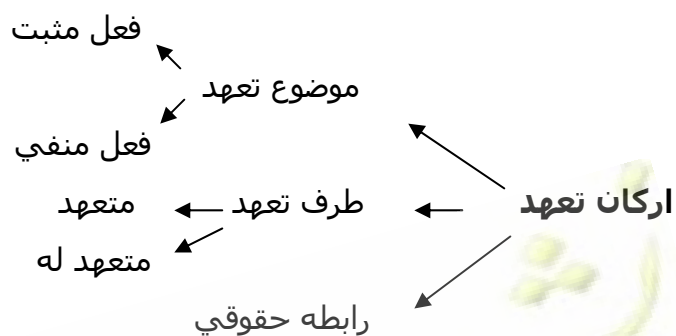 فعل مثبت
موضوع تعهد
فعل منفي
اركان تعهد
طرف تعهد
متعهد
متعهد له
رابطه حقوقي